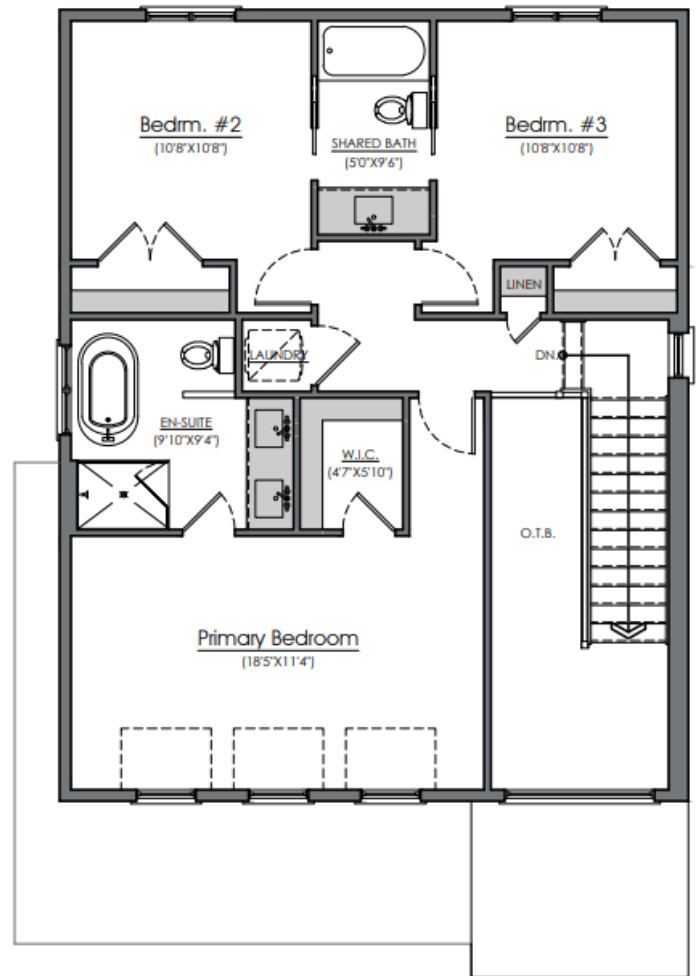 Bedrm. #2
(10'8"X10'8")
SHARED BATH
(5'0"X9'6")
Bedrm. #3
(10'8"X10'8")
LINEN
LAUNDRY
DN.
EN-SUITE
(9'10"X9'4")
W.I.C.
(4'7"X5'10")
O.T.B.
Primary Bedroom
(18'5"X11'4")